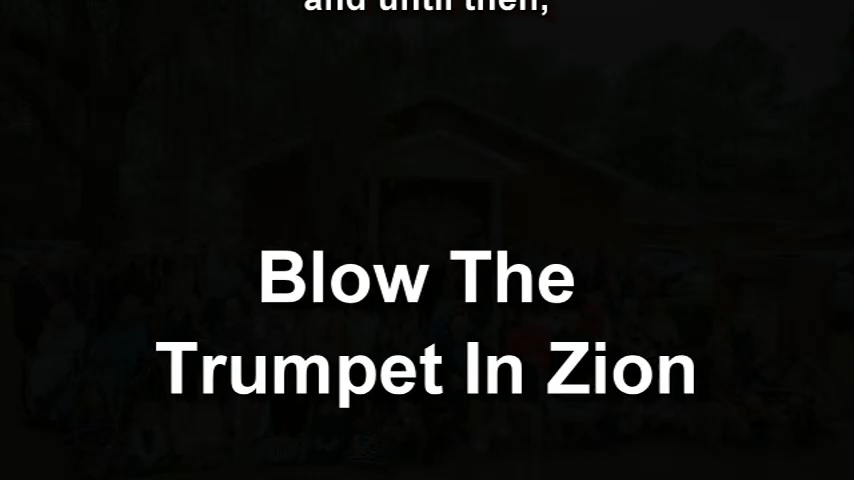 and until then,
Blow The
Trumpet In Zion